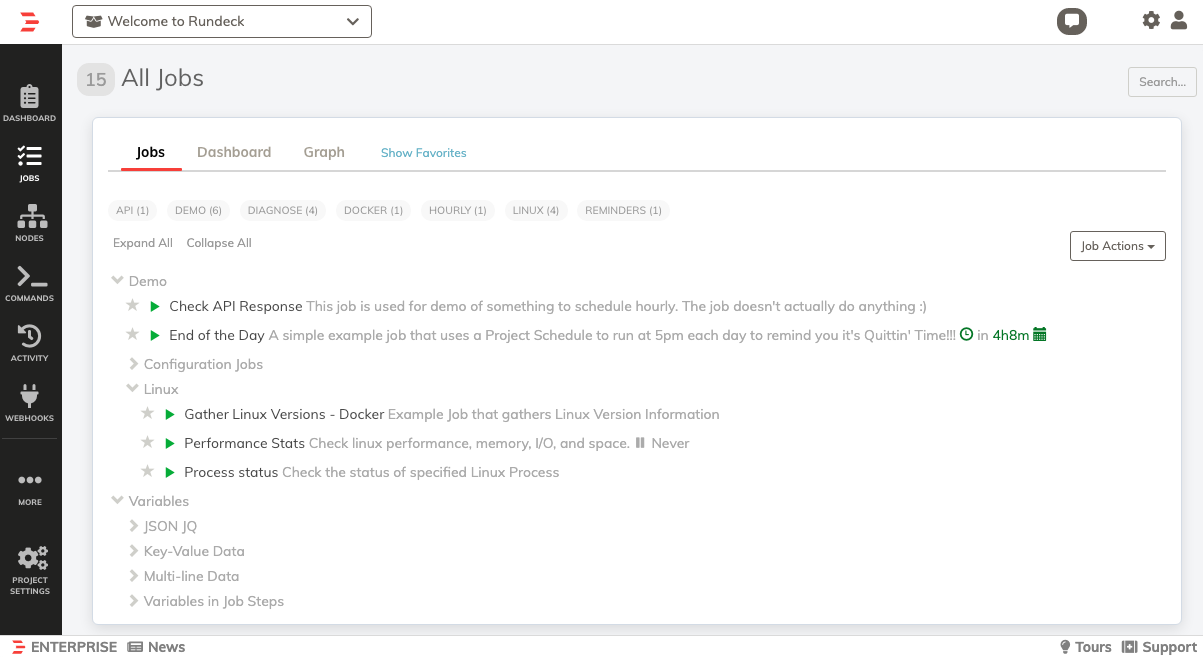 Welcome to Rundeck
15 All Jobs
Search...
DASHBOARD
JOBS
NODES
COMMANDS
ACTIVITY
WEBHOOKS
MORE
PROJECT
SETTINGS
Jobs Dashboard Graph Show Favorites
API (1) DEMO (6) DIAGNOSE (4) DOCKER (1) HOURLY (1) LINUX (4) REMINDERS (1)
Expand All Collapse All
Job Actions
Demo
Check API Response This job is used for demo of something to schedule hourly. The job doesn't actually do anything :)
End of the Day A simple example job that uses a Project Schedule to run at 5pm each day to remind you it's Quittin' Time!!! in 4h8m
Configuration Jobs
Linux
Gather Linux Versions - Docker Example Job that gathers Linux Version Information
Performance Stats Check linux performance, memory, I/O, and space. Never
Process status Check the status of specified Linux Process
Variables
JSON JQ
Key-Value Data
Multi-line Data
Variables in Job Steps
ENTERPRISE News
Tours Support